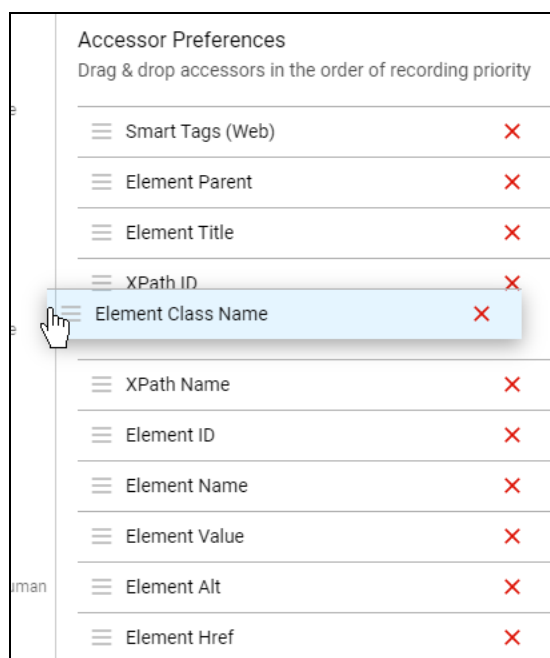 Accessor Preferences
Drag & drop accessors in the order of recording priority
Smart Tags (Web)
Element Parent
Element Title
XPath ID
Element Class Name
XPath Name
Element ID
Element Name
Element Value
Element Alt
Element Href